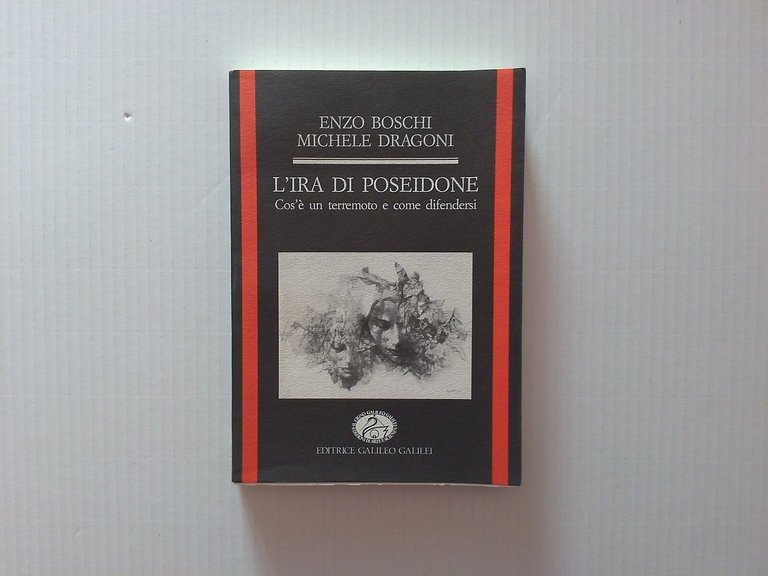 ENZO BOSCHI
MICHELE DRAGONI
L'IRA DI POSEIDONE
Cos'è un terremoto e come difendersi
EDITRICE GALILEO GALILEI